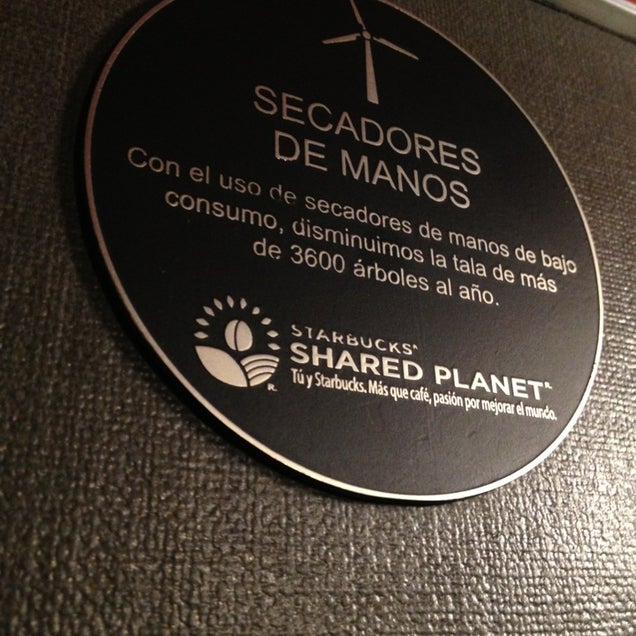 SECADORES
DE MANOS
Con el uso de secadores de manos de bajo
consumo, disminuimos la tala de más
de 3600 árboles al año.
STARBUCKS
SHARED PLANET
Tú y Starbucks. Más que café, pasión por mejorar el mundo.